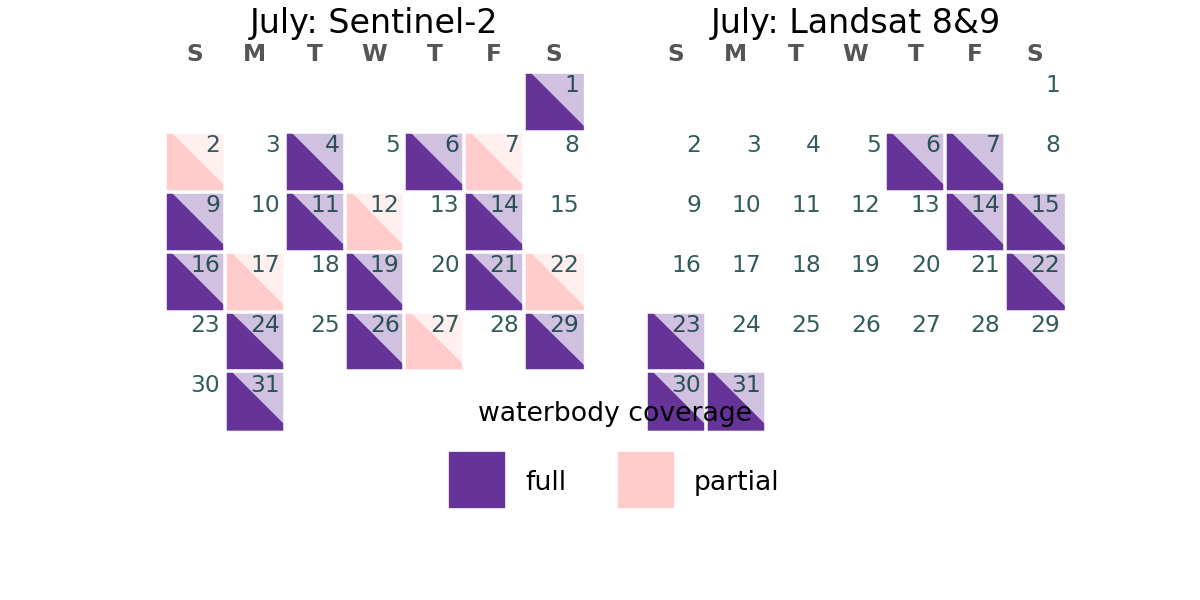 July: Sentinel-2
S M T W T F S
1
2 3 4 5 6 7 8
9 10 11 12 13 14 15
16 17 18 19 20 21 22
23 24 25 26 27 28 29
30 31
July: Landsat 8&9
S M T W T F S
1
2 3 4 5 6 7 8
9 10 11 12 13 14 15
16 17 18 19 20 21 22
23 24 25 26 27 28 29
30 31
waterbody coverage
full partial